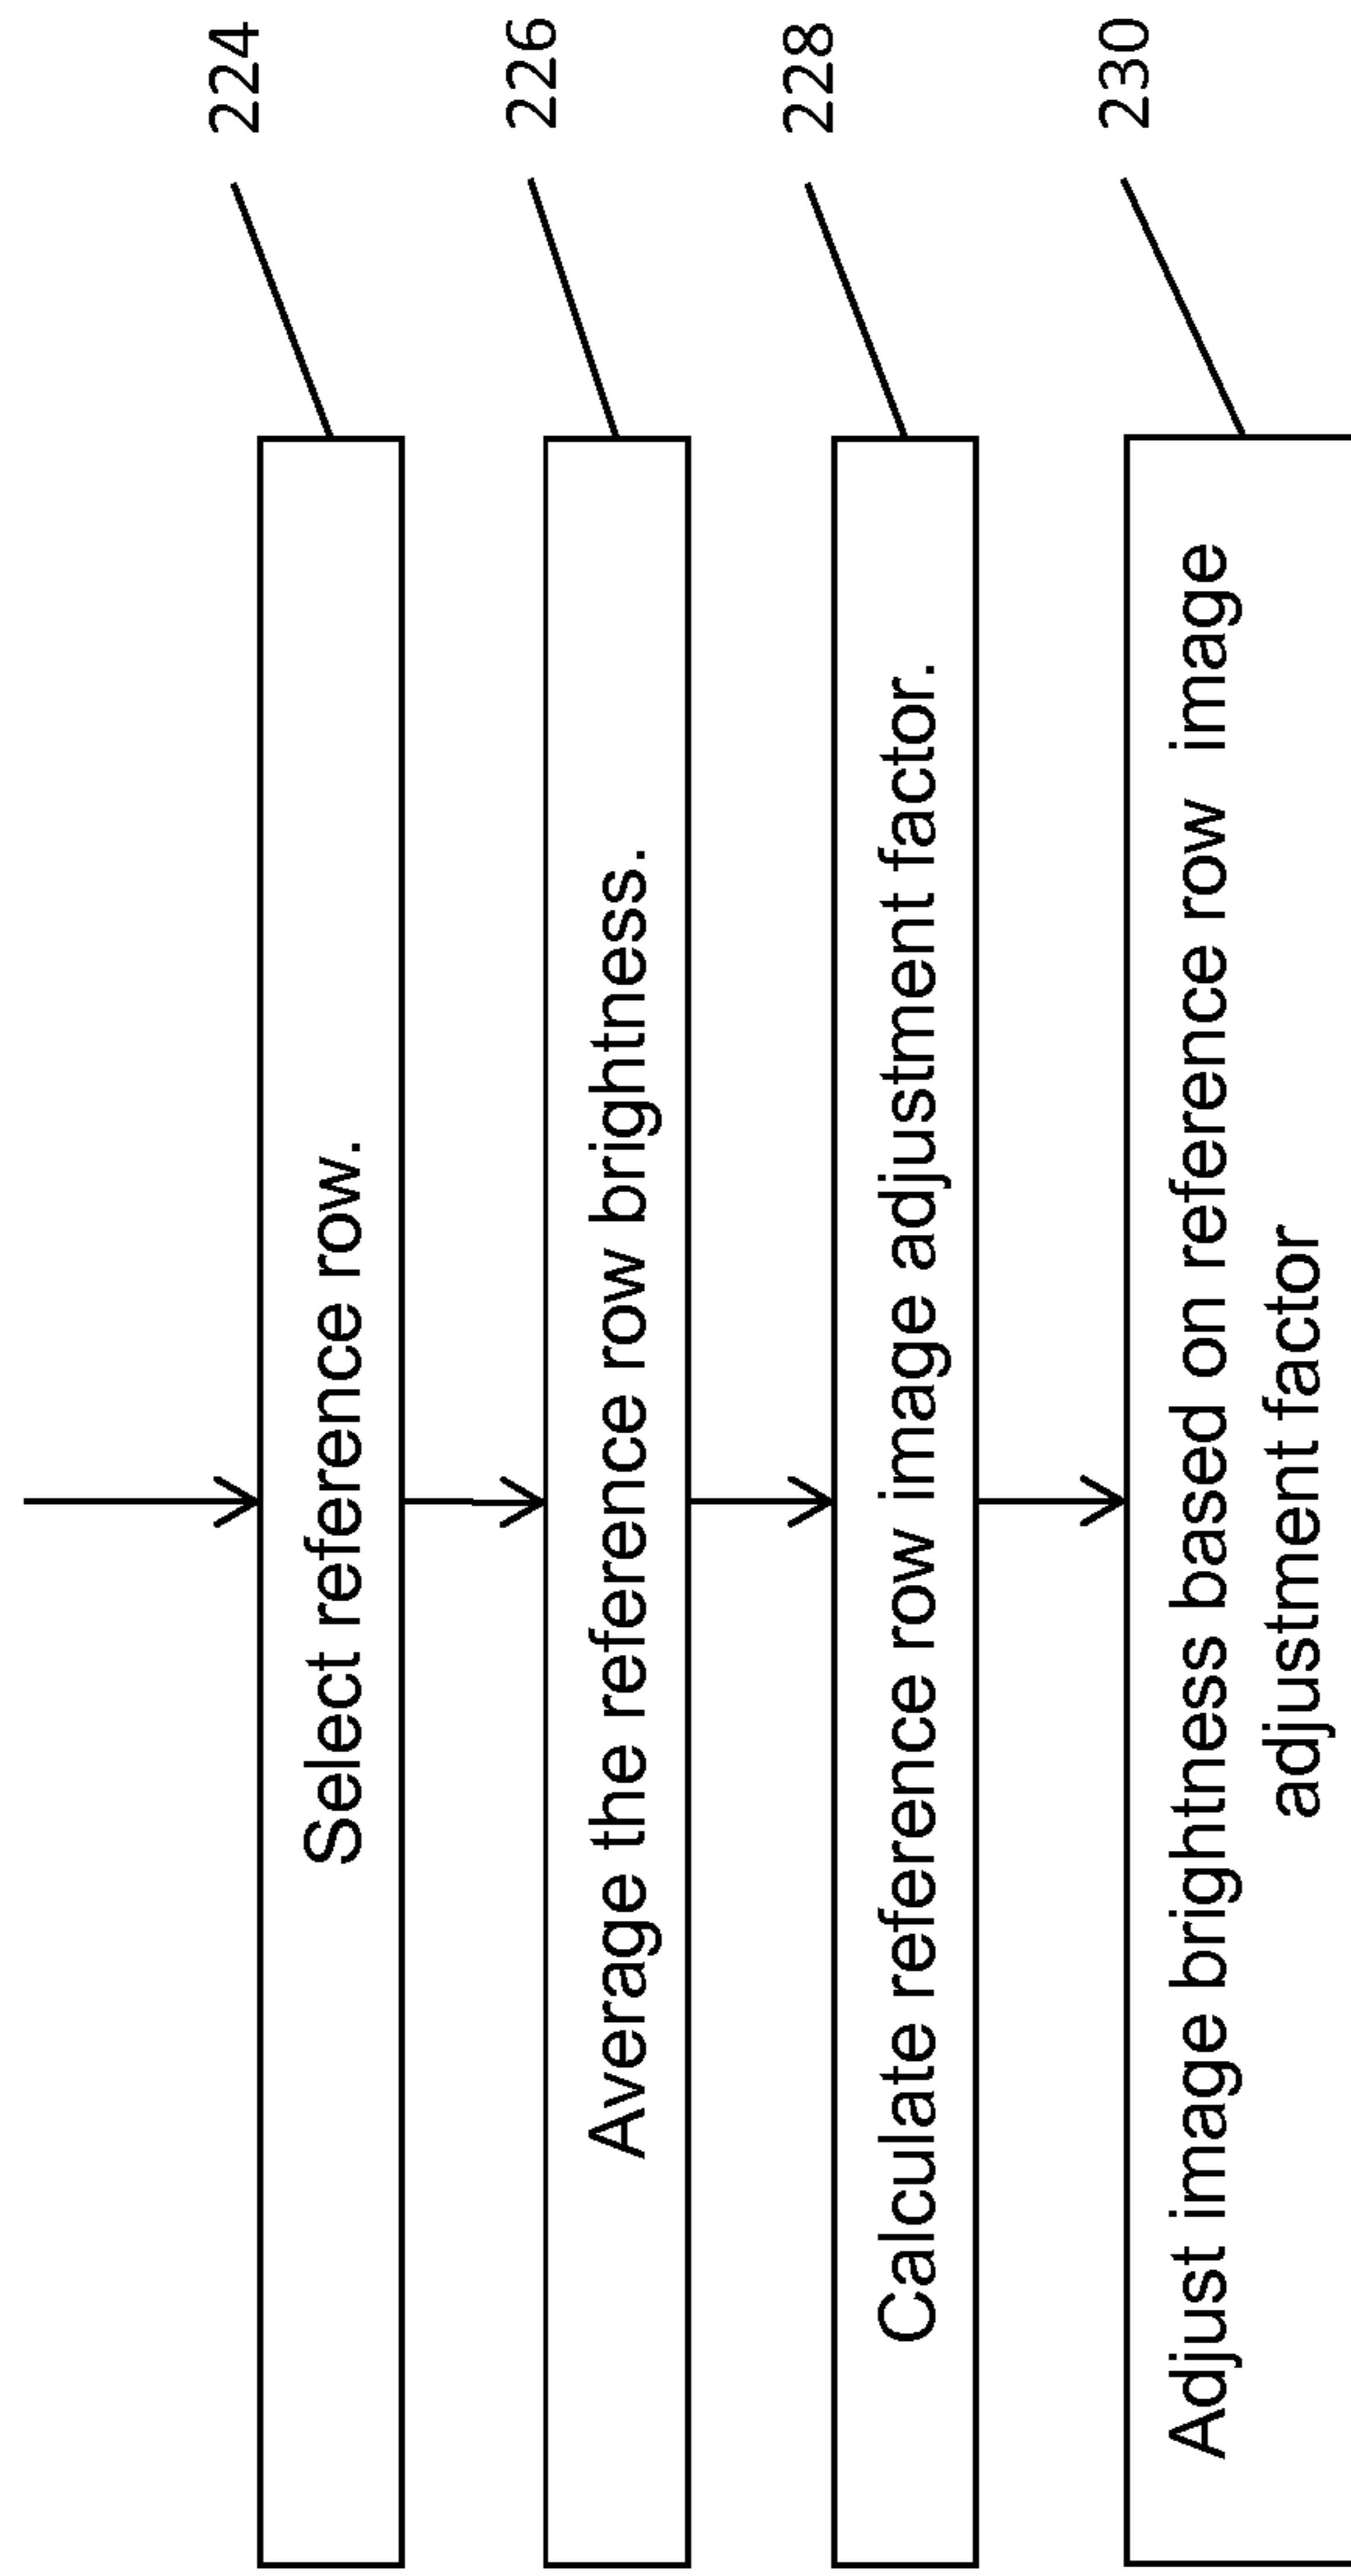 224
Select reference row.
226
Average the reference row brightness.
228
Calculate reference row image adjustment factor.
230
Adjust image brightness based on reference row image
adjustment factor